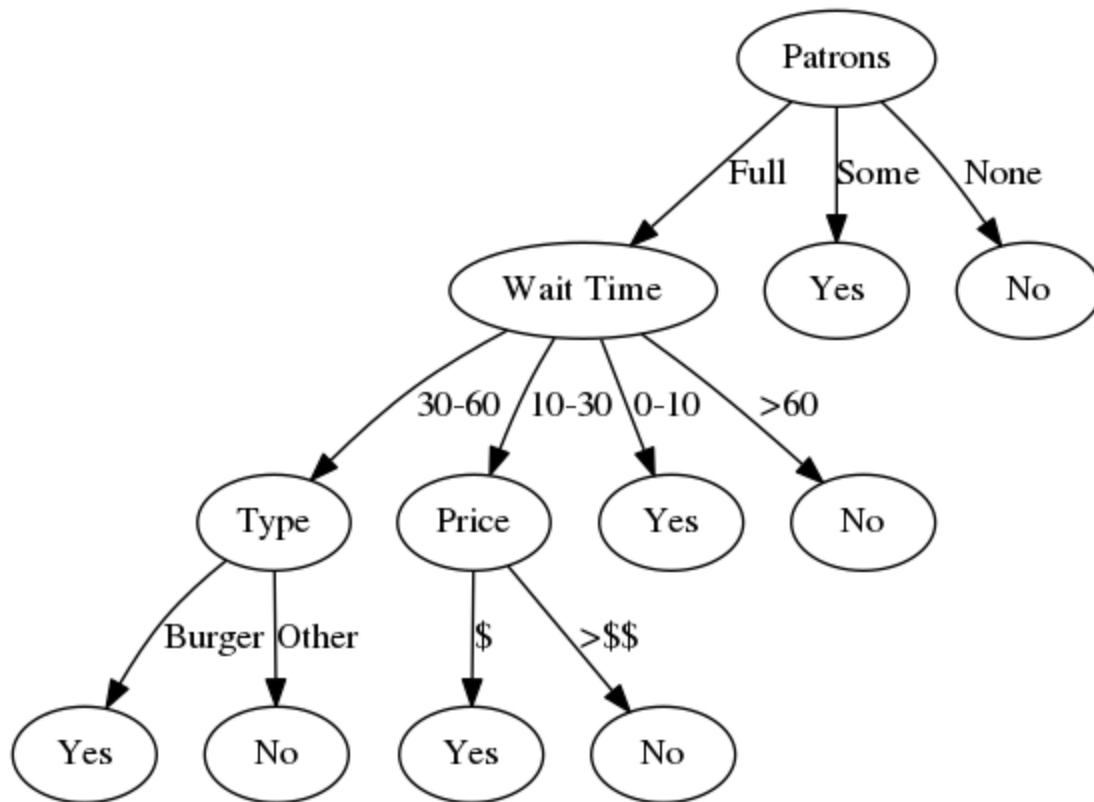 Patrons
Full Some None
Wait Time Yes No
30-60 10-30 0-10 >60
Type Price Yes No
Burger Other $ >$$
Yes No Yes No